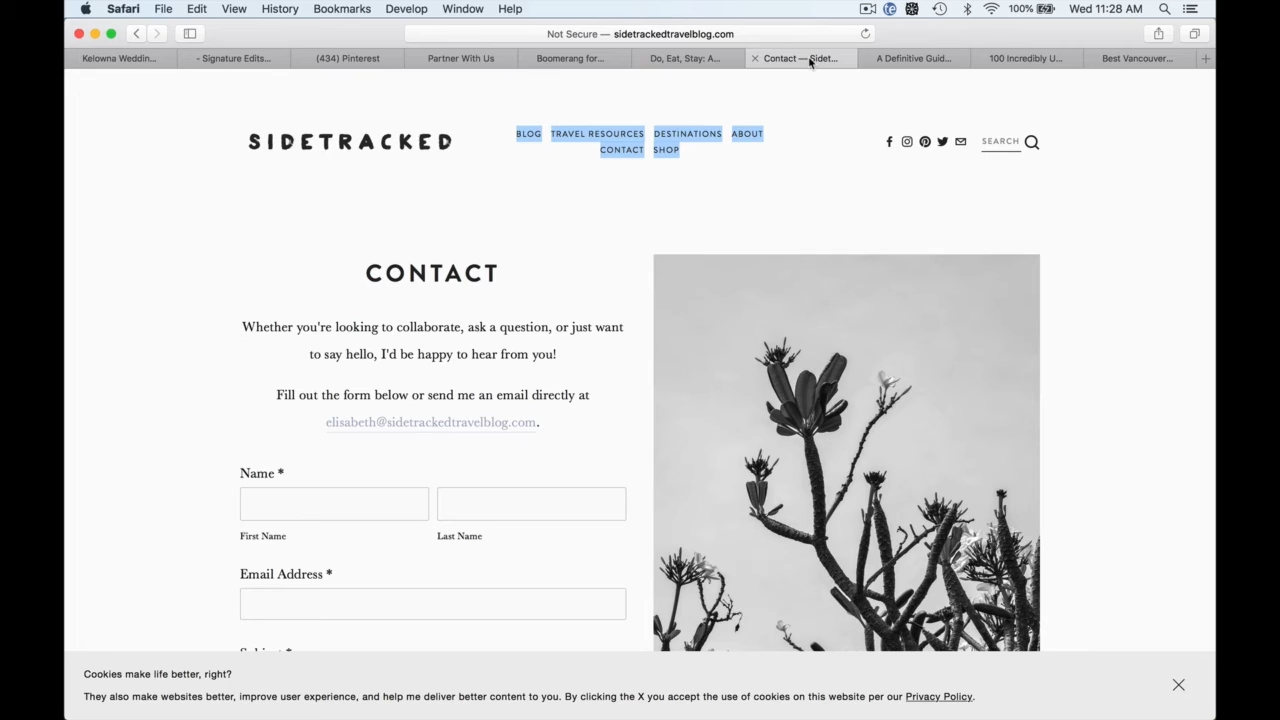 Safari File Edit View History Bookmarks Develop Window Help 100% Wed 11:28 AM
Not Secure — sidetrackedtravelblog.com
Kelowna Weddin... - Signature Edits... (434) Pinterest Partner With Us Boomerang for... Do, Eat, Stay: A... Contact — Sidet... A Definitive Guid... 100 Incredibly U... Best Vancouver...
SIDETRACKED
BLOG TRAVEL RESOURCES DESTINATIONS ABOUT
CONTACT SHOP
SEARCH
CONTACT
Whether you're looking to collaborate, ask a question, or just want
to say hello, I'd be happy to hear from you!
Fill out the form below or send me an email directly at
elisabeth@sidetrackedtravelblog.com.
Name *
First Name Last Name
Email Address *
Cookies make life better, right?
They also make websites better, improve user experience, and help me deliver better content to you. By clicking the X you accept the use of cookies on this website per our Privacy Policy.